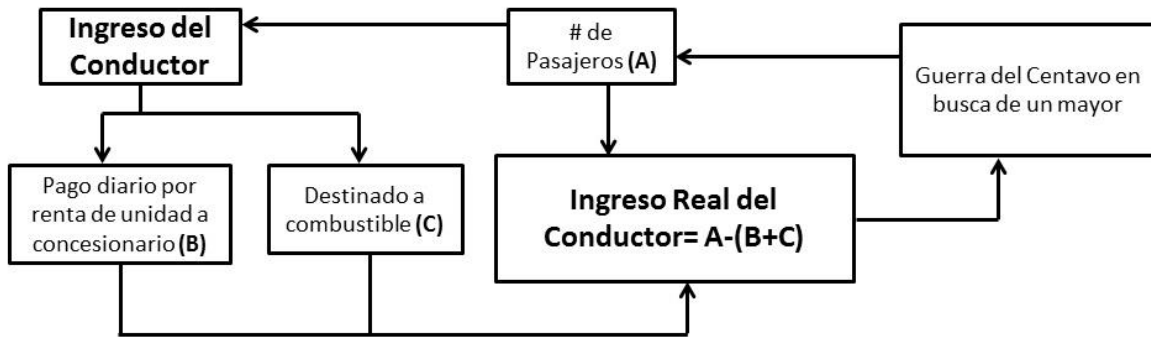 Ingreso del
Conductor
# de
Pasajeros (A)
Guerra del Centavo en
busca de un mayor
Pago diario por
renta de unidad a
concesionario (B)
Destinado a
combustible (C)
Ingreso Real del
Conductor= A-(B+C)